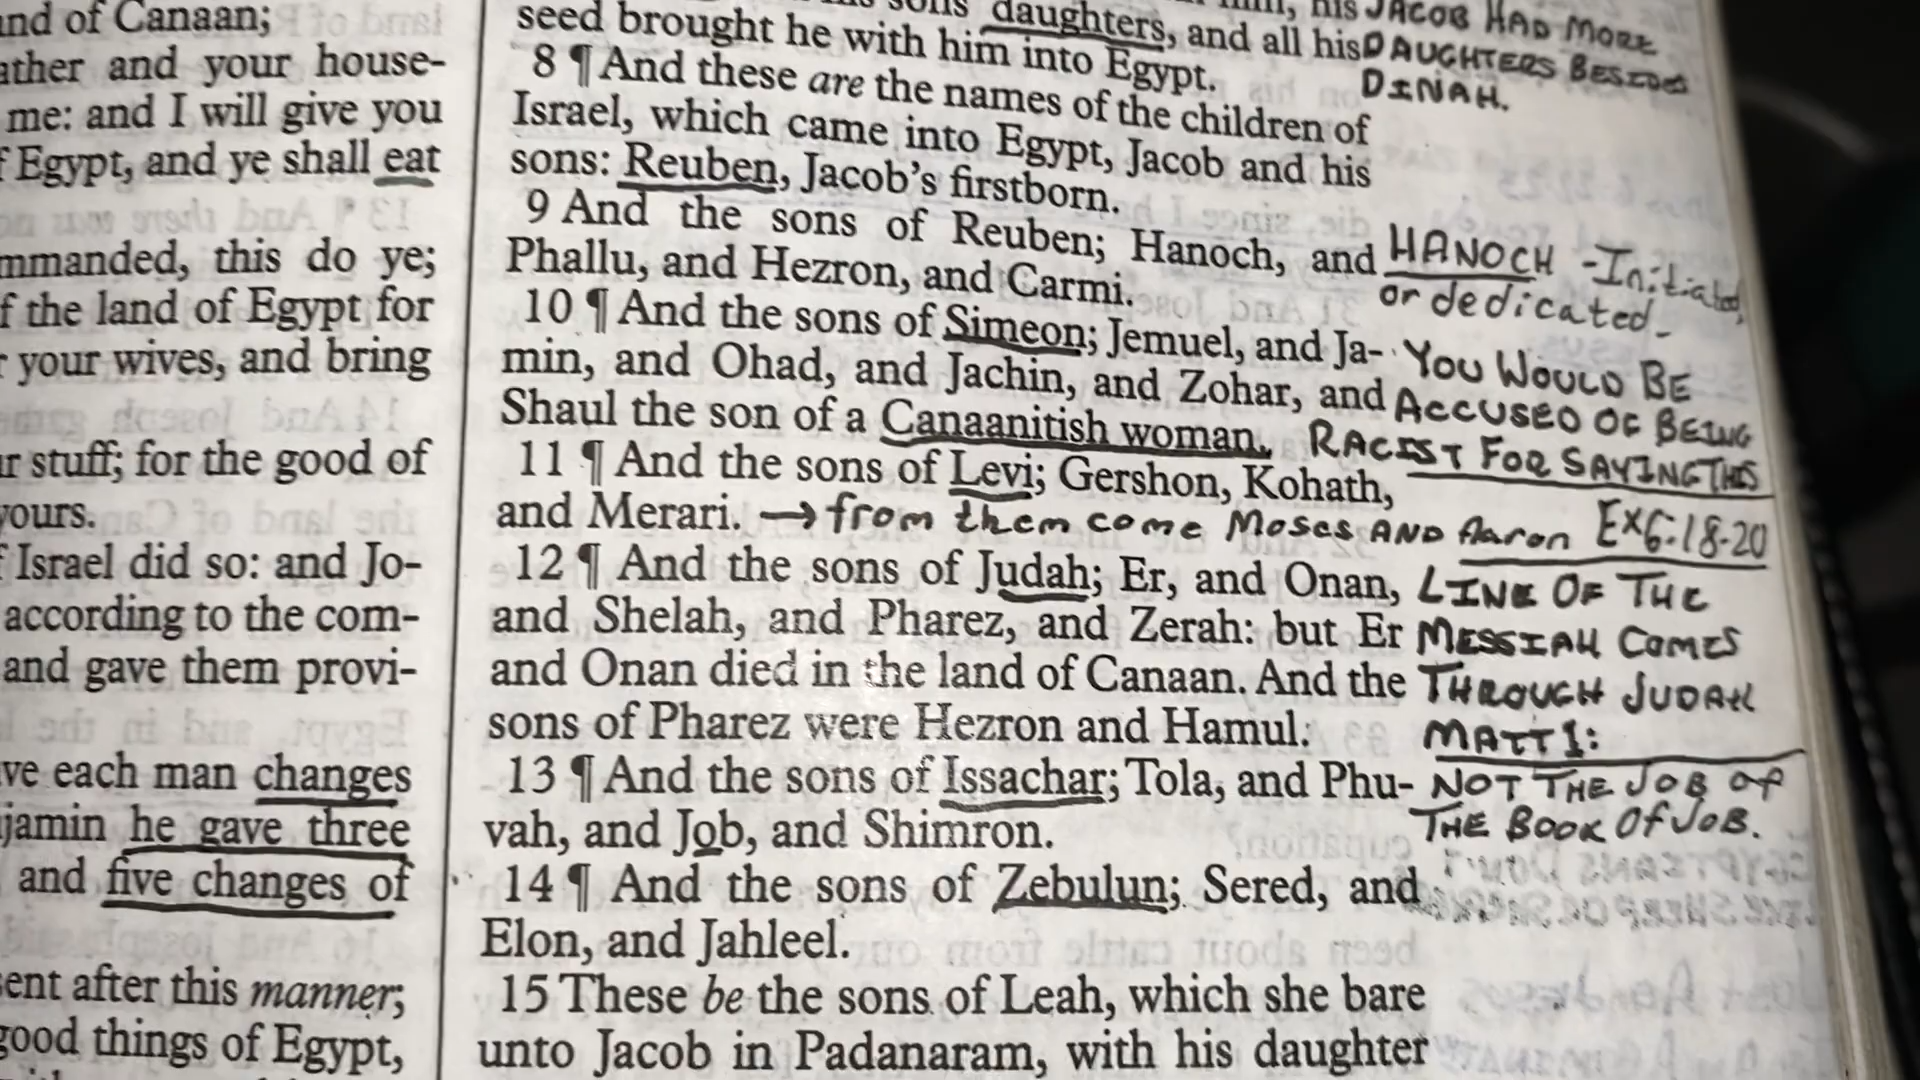 and of Canaan;
ather and your house-
me: and I will give you
f Egypt, and ye shall eat
mmanded, this do ye;
f the land of Egypt for
r your wives, and bring
r stuff; for the good of
yours.
f Israel did so: and Jo-
according to the com-
and gave them provi-
ve each man changes
jamin he gave three
and five changes of
ent after this manner;
good things of Egypt,
sons daughters, and all his
seed brought he with him into Egypt.
8 ¶ And these are the names of the children of
Israel, which came into Egypt, Jacob and his
sons: Reuben, Jacob's firstborn.
9 And the sons of Reuben; Hanoch, and
Phallu, and Hezron, and Carmi.
10 ¶ And the sons of Simeon; Jemuel, and Ja-
min, and Ohad, and Jachin, and Zohar, and
Shaul the son of a Canaanitish woman.
11 ¶ And the sons of Levi; Gershon, Kohath,
and Merari. → from them come Moses AND Aaron Ex6:18-20
12 ¶ And the sons of Judah; Er, and Onan,
and Shelah, and Pharez, and Zerah: but Er
and Onan died in the land of Canaan. And the
sons of Pharez were Hezron and Hamul.
13 ¶ And the sons of Issachar; Tola, and Phu-
vah, and Job, and Shimron.
14 ¶ And the sons of Zebulun; Sered, and
Elon, and Jahleel.
15 These be the sons of Leah, which she bare
unto Jacob in Padanaram, with his daughter
JACOB HAD MORE
DAUGHTERS BESIDES
DINAH.
HANOCH - Initiated,
or dedicated-
YOU WOULD BE
ACCUSED OF BEING
RACIST FOR SAYING THIS
LINE OF THE
MESSIAH COMES
THROUGH JUDAH
MATT 1:
NOT THE JOB OF
THE BOOK OF JOB.